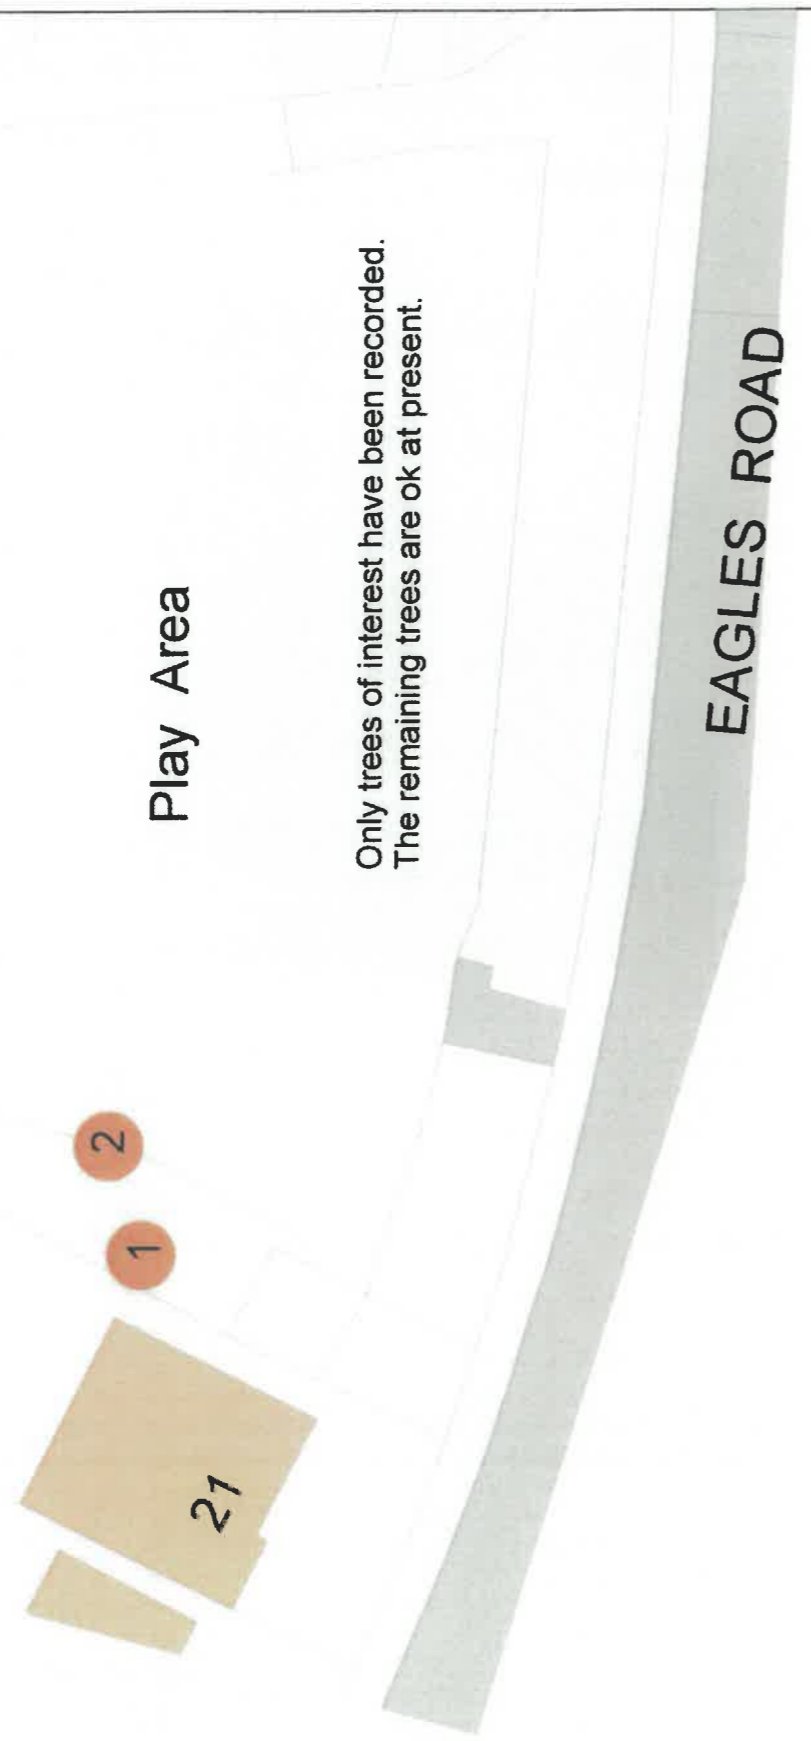 Play Area
Only trees of interest have been recorded.
The remaining trees are ok at present.
2
1
21
EAGLES ROAD